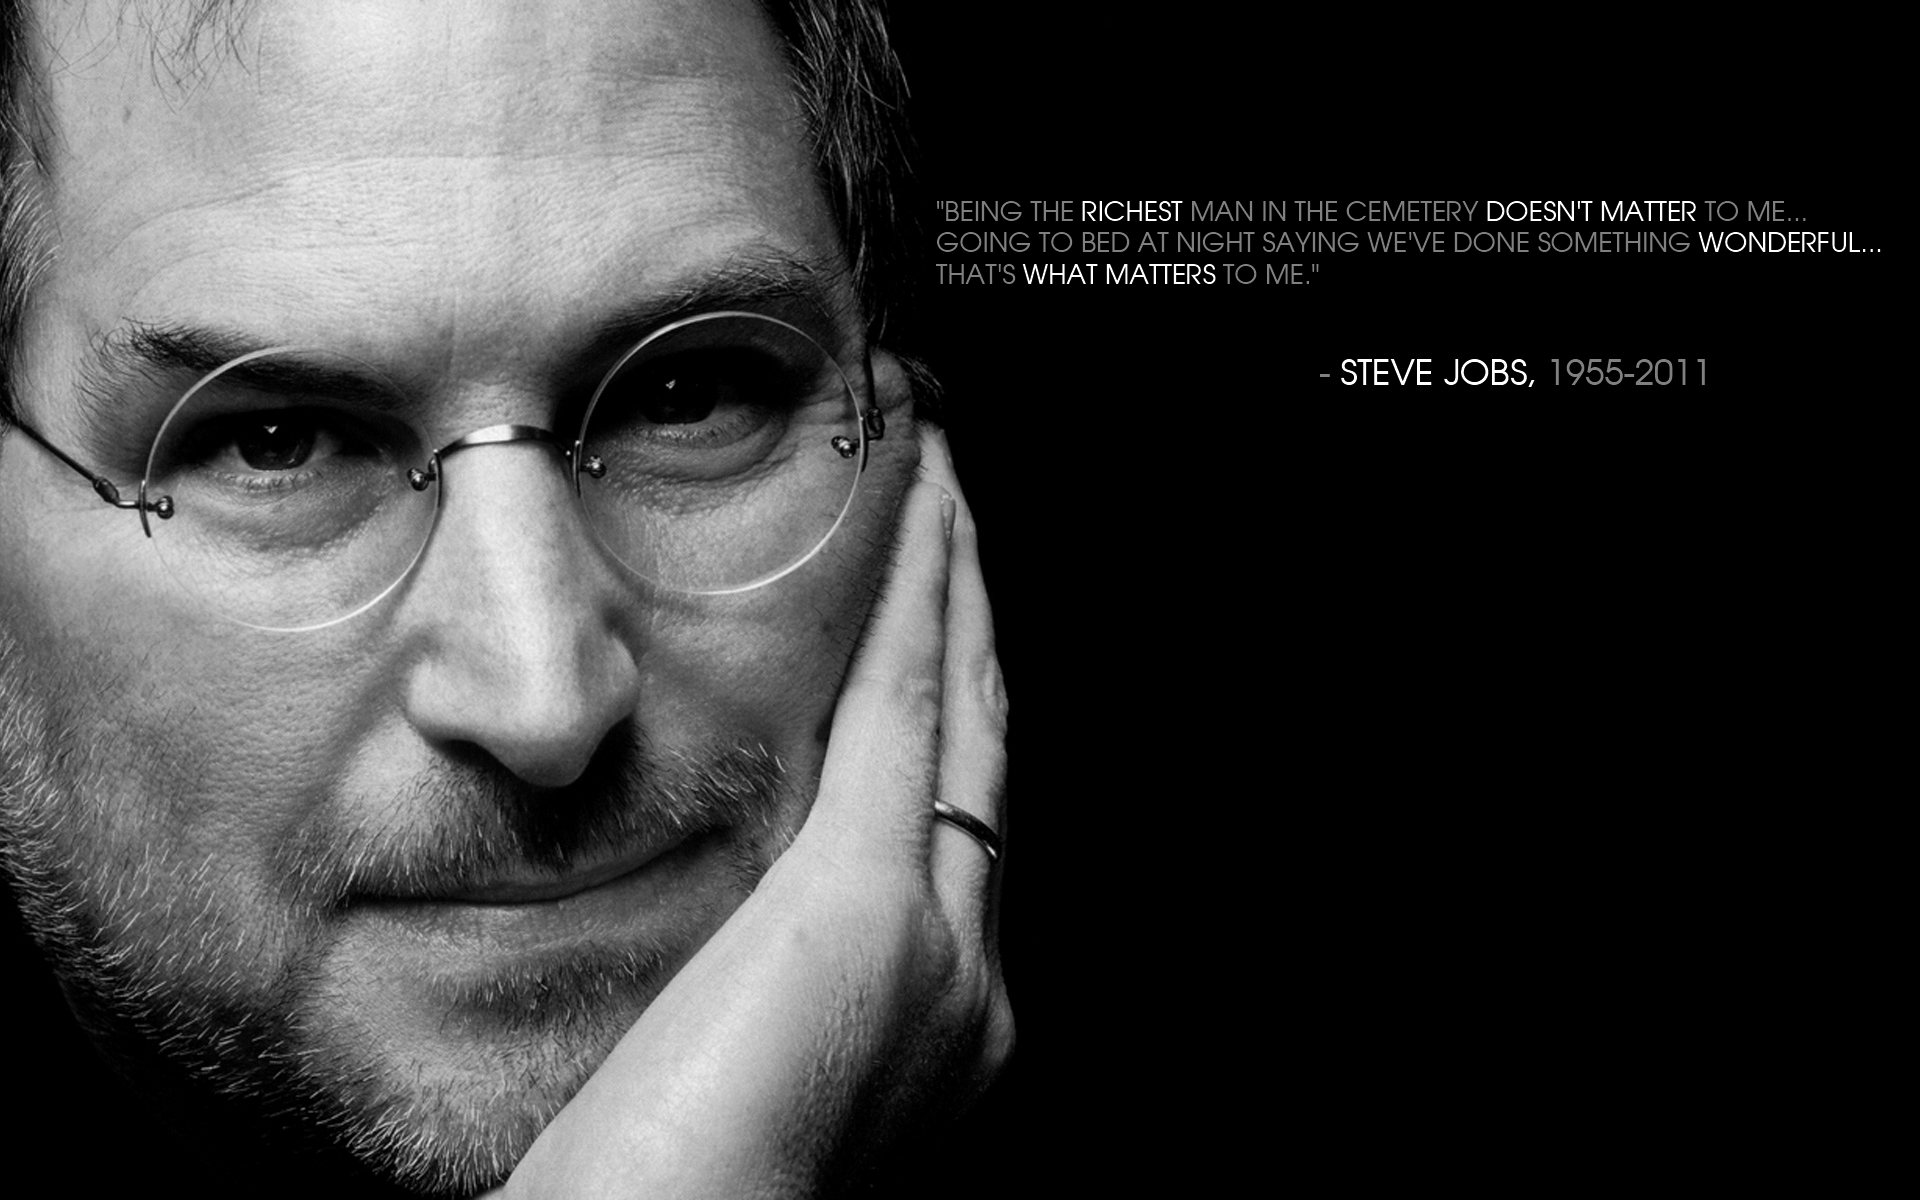 "BEING THE RICHEST MAN IN THE CEMETERY DOESN'T MATTER TO ME...
GOING TO BED AT NIGHT SAYING WE'VE DONE SOMETHING WONDERFUL...
THAT'S WHAT MATTERS TO ME."
- STEVE JOBS, 1955-2011